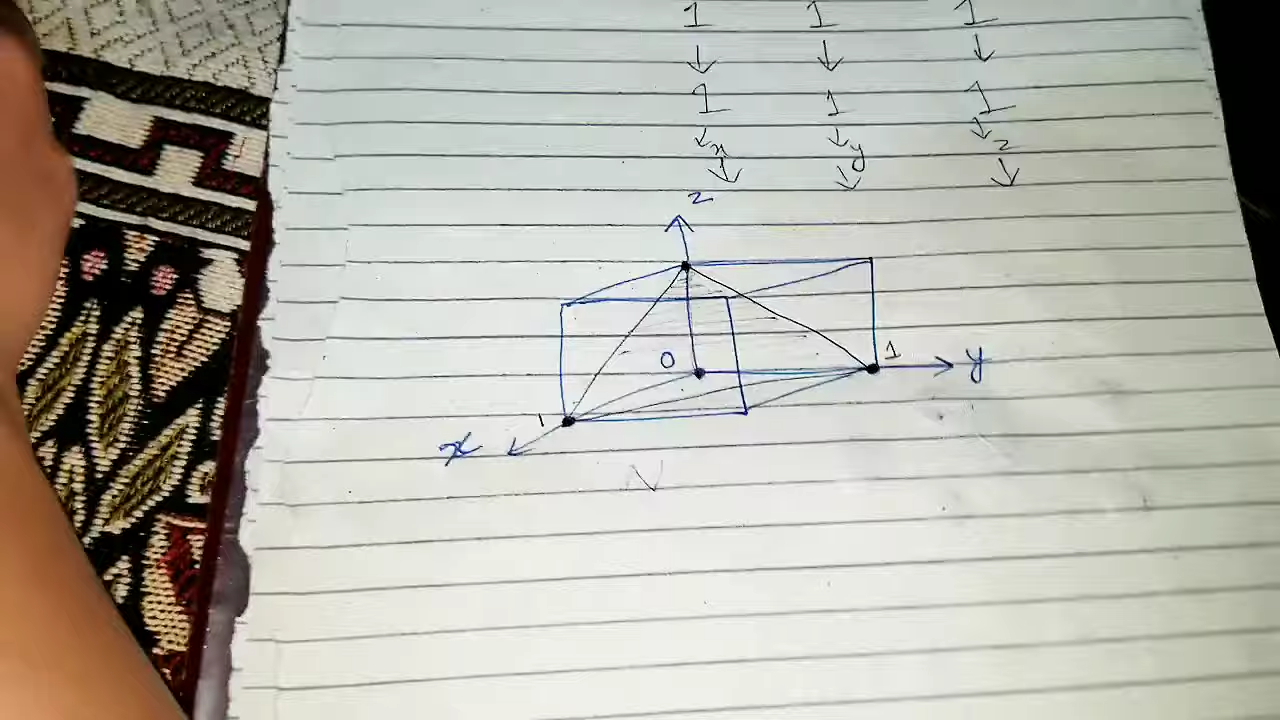 1 1 1
↓ ↓ ↓
1 1 1
↓ ↓ ↓
x y z
↓ ↓ ↓
z
0 1 y
1
x